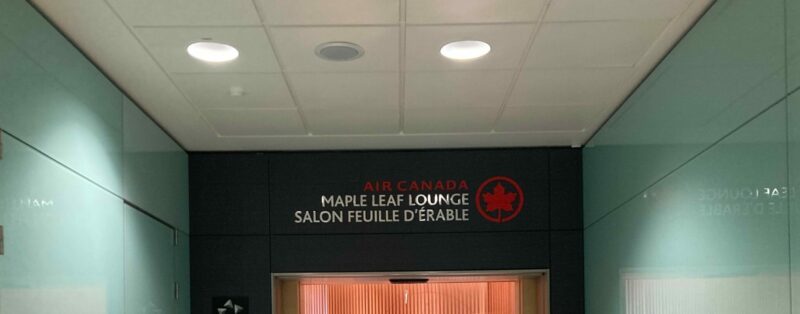 AIR CANADA
MAPLE LEAF LOUNGE
SALON FEUILLE D'ÉRABLE